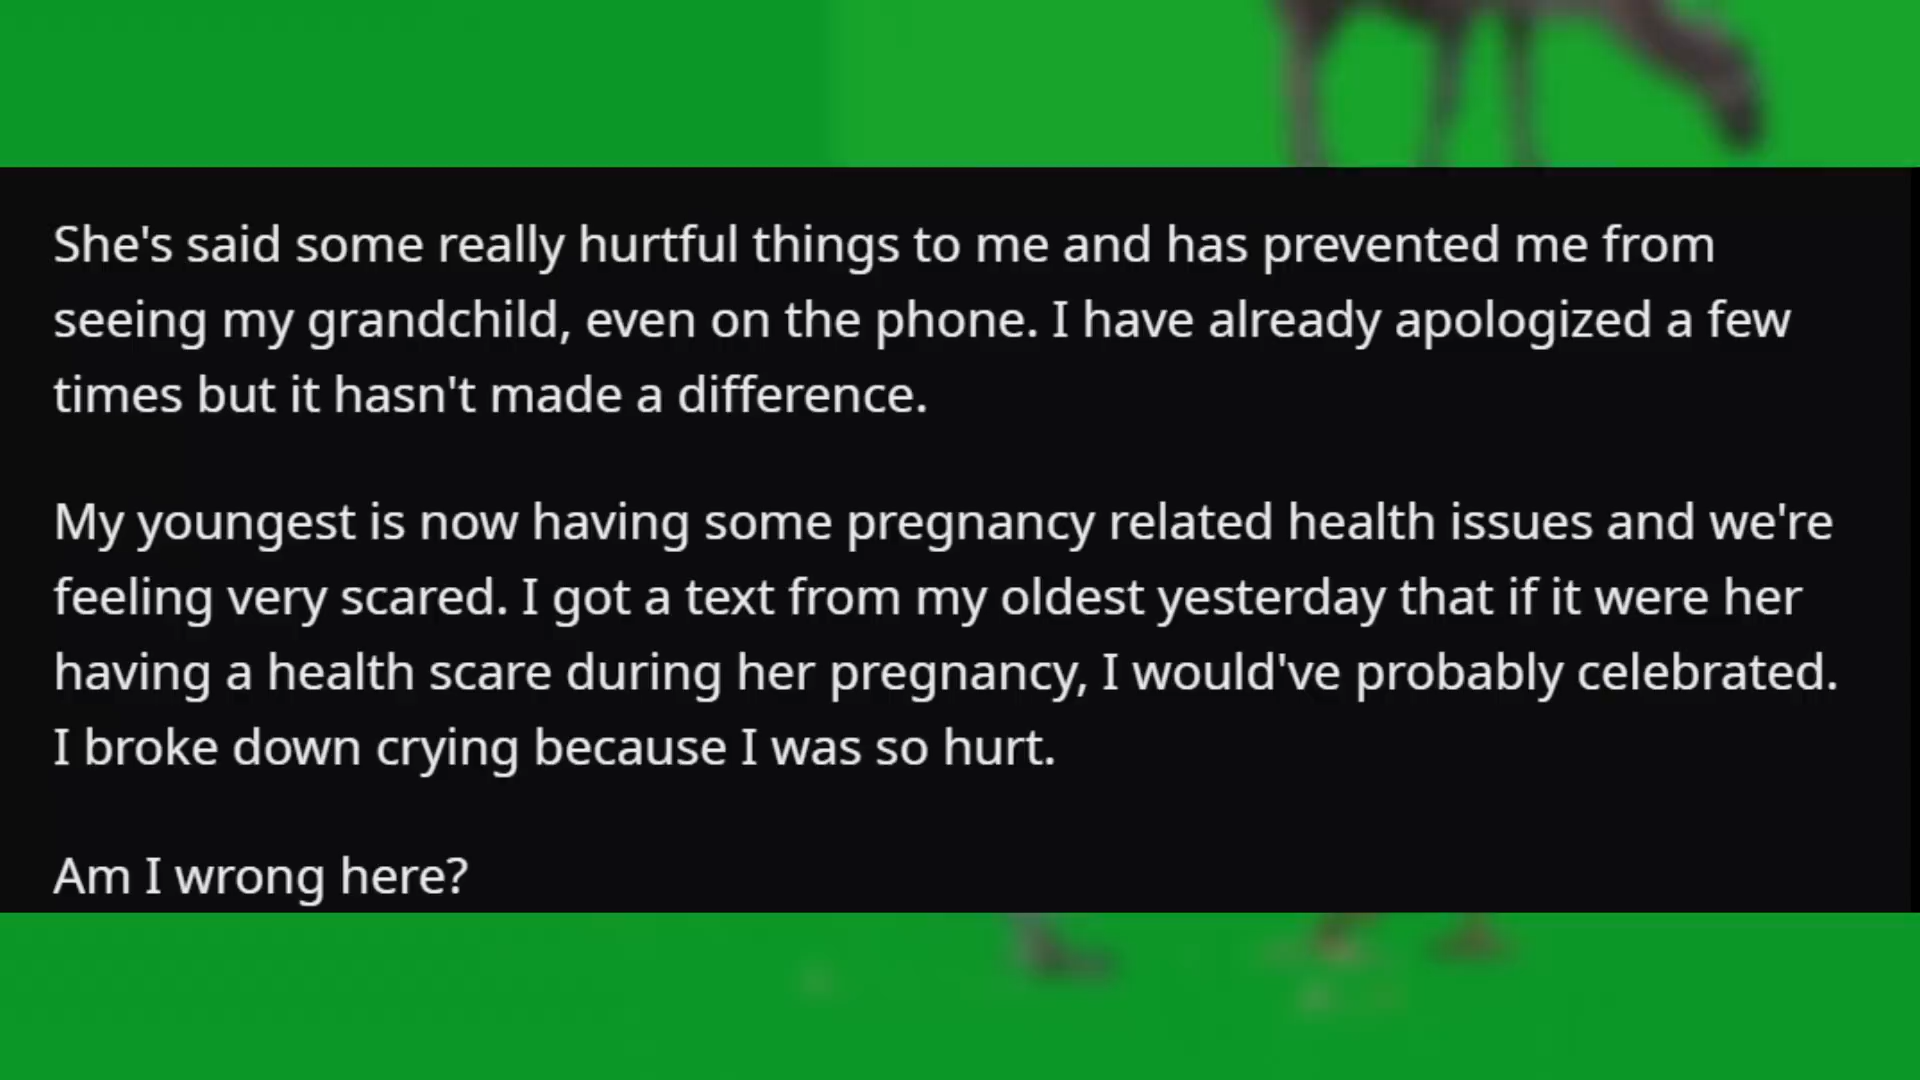 She's said some really hurtful things to me and has prevented me from
seeing my grandchild, even on the phone. I have already apologized a few
times but it hasn't made a difference.
My youngest is now having some pregnancy related health issues and we're
feeling very scared. I got a text from my oldest yesterday that if it were her
having a health scare during her pregnancy, I would've probably celebrated.
I broke down crying because I was so hurt.
Am I wrong here?